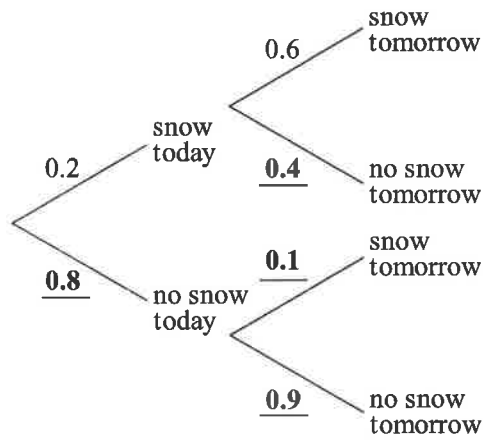 snow
tomorrow
0.6
snow
today
0.2
0.4
no snow
tomorrow
snow
tomorrow
0.1
0.8
no snow
today
0.9
no snow
tomorrow